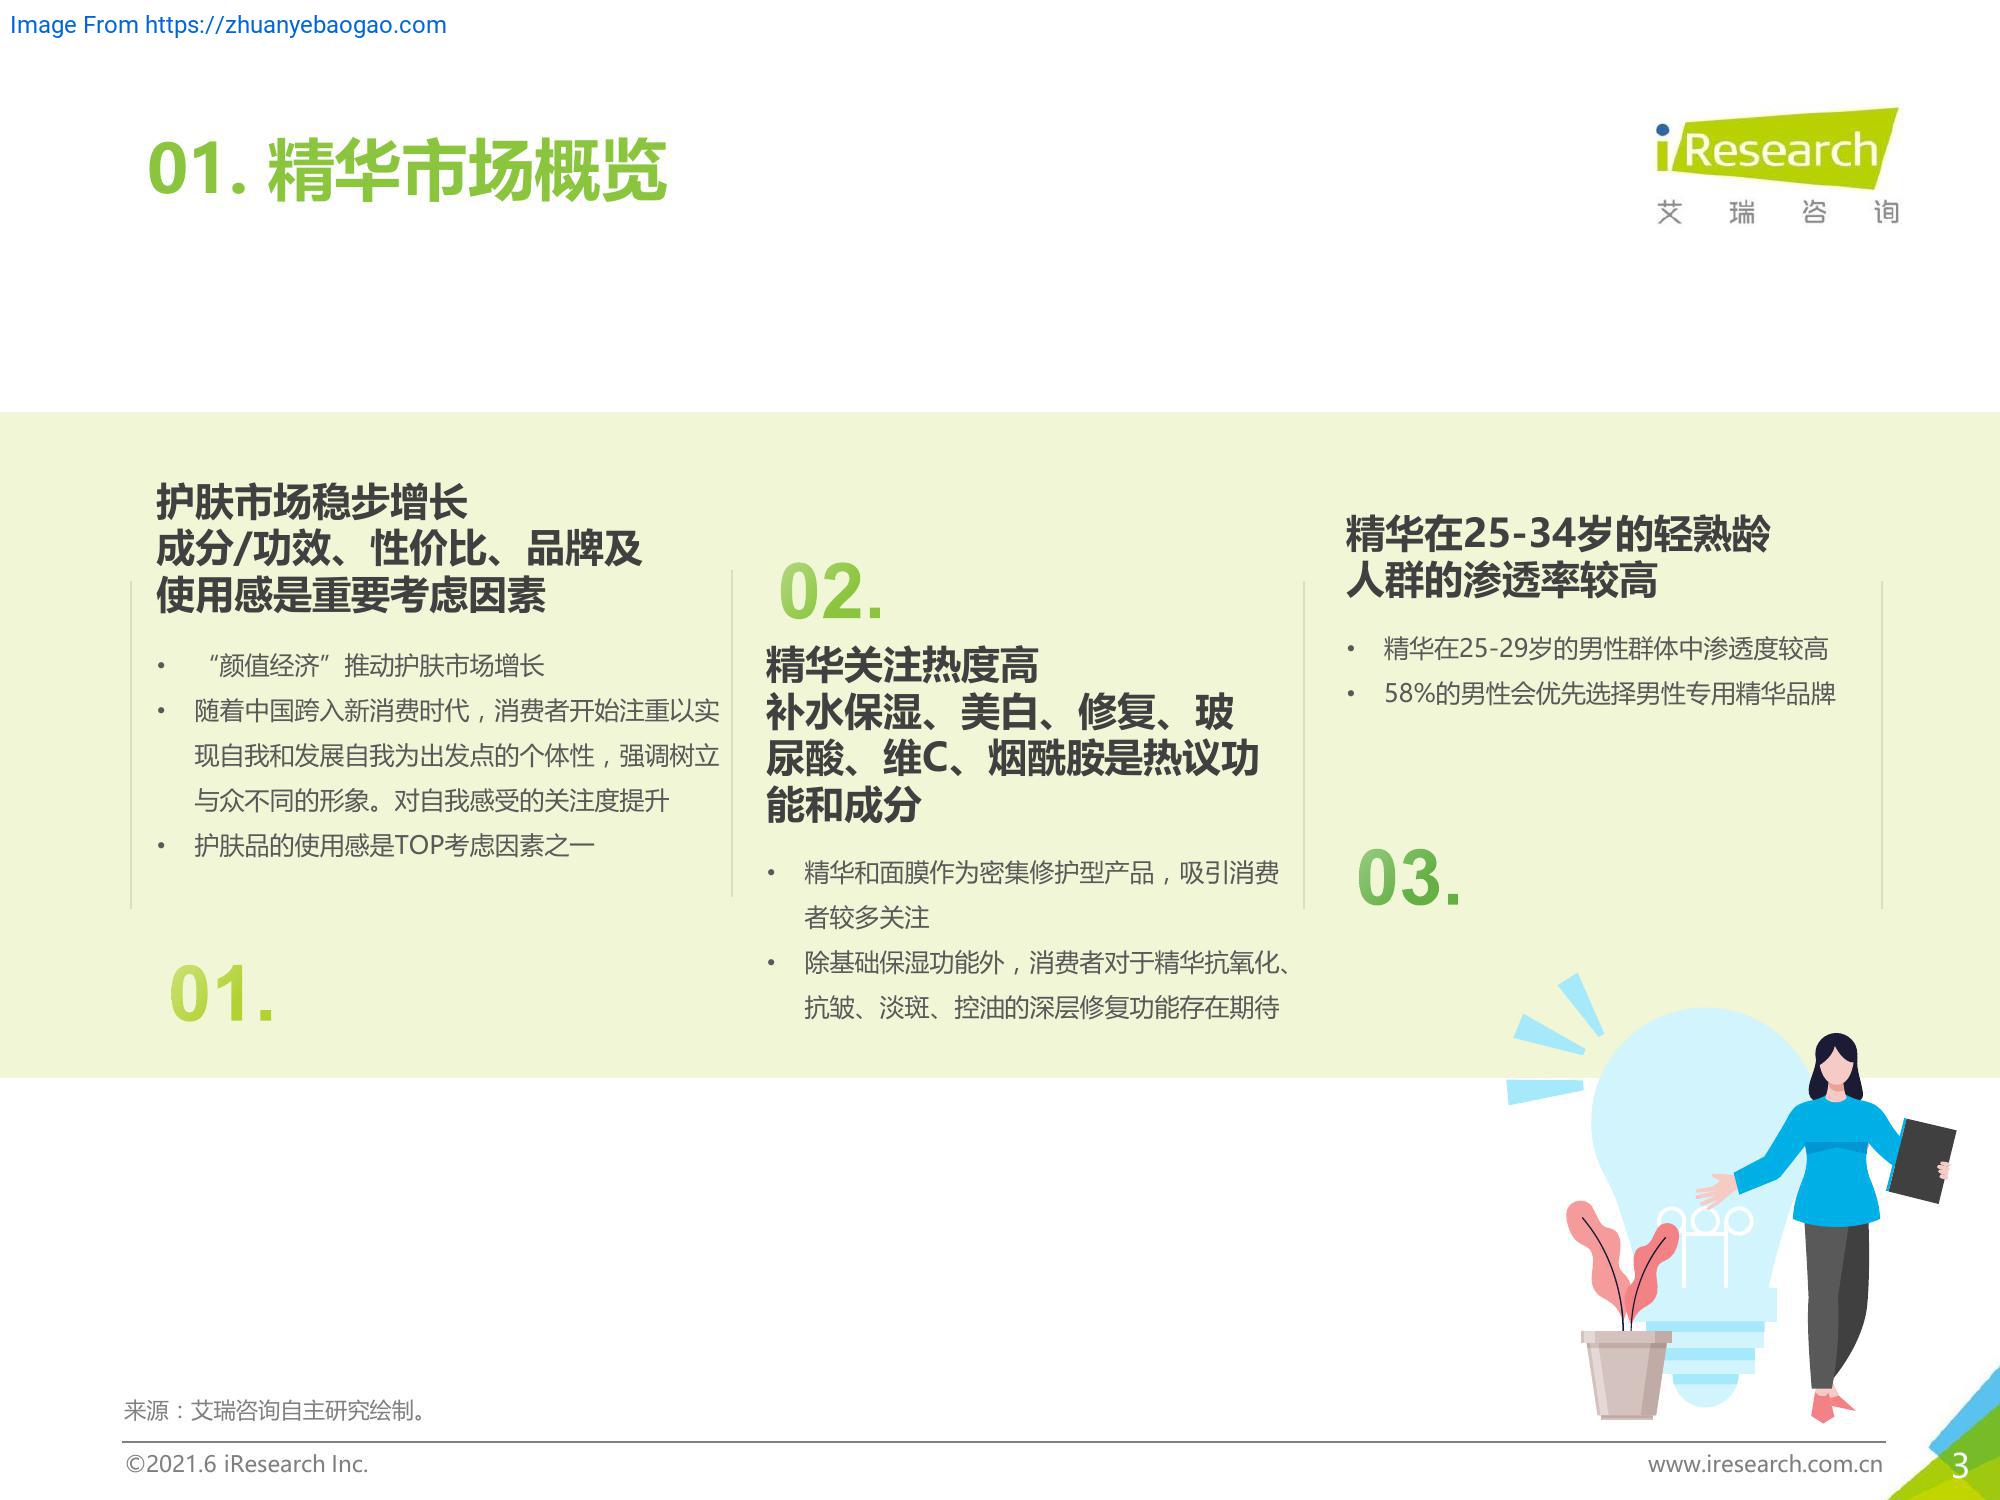 Image From https://zhuanyebaogao.com
01. 精华市场概览
iResearch
艾瑞咨询
护肤市场稳步增长
成分/功效、性价比、品牌及
使用感是重要考虑因素
• “颜值经济”推动护肤市场增长
• 随着中国跨入新消费时代，消费者开始注重以实
现自我和发展自我为出发点的个体性，强调树立
与众不同的形象。对自我感受的关注度提升
• 护肤品的使用感是TOP考虑因素之一
01.
02.
精华关注热度高
补水保湿、美白、修复、玻
尿酸、维C、烟酰胺是热议功
能和成分
• 精华和面膜作为密集修护型产品，吸引消费
者较多关注
• 除基础保湿功能外，消费者对于精华抗氧化、
抗皱、淡斑、控油的深层修复功能存在期待
精华在25-34岁的轻熟龄
人群的渗透率较高
• 精华在25-29岁的男性群体中渗透度较高
• 58%的男性会优先选择男性专用精华品牌
03.
来源：艾瑞咨询自主研究绘制。
©2021.6 iResearch Inc.
www.iresearch.com.cn
3